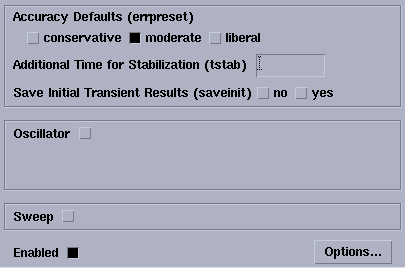 Accuracy Defaults (errpreset)
conservative moderate liberal
Additional Time for Stabilization (tstab)
Save Initial Transient Results (saveinit) no yes
Oscillator
Sweep
Enabled Options...